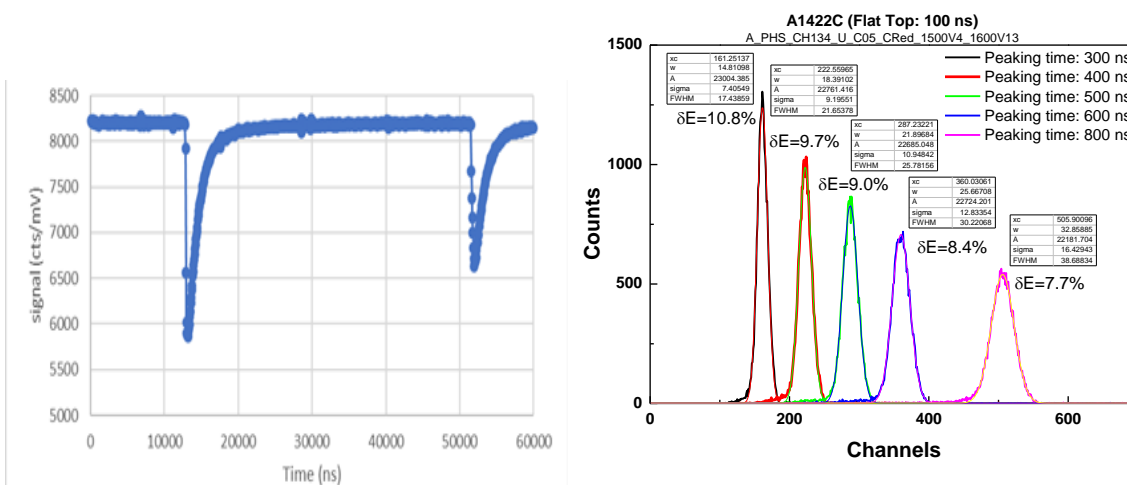 8500
8000
7500
7000
6500
6000
5500
5000
signal (cts/mV)
0 10000 20000 30000 40000 50000 60000
Time (ns)
A1422C (Flat Top: 100 ns)
A_PHS_CH134_U_C05_CRed_1500V4_1600V13
1500
1000
500
0
Counts
0 200 400 600
Channels
Peaking time: 300 ns
Peaking time: 400 ns
Peaking time: 500 ns
Peaking time: 600 ns
Peaking time: 800 ns
xc 161.25137
w 14.81098
A 23004.385
sigma 7.40549
FWHM 17.43859
δE=10.8%
xc 222.55965
w 18.39102
A 22761.416
sigma 9.19551
FWHM 21.65378
δE=9.7%
xc 287.23221
w 21.89684
A 22685.048
sigma 10.94842
FWHM 25.78156
δE=9.0%
xc 360.03061
w 25.66708
A 22724.201
sigma 12.83354
FWHM 30.22068
δE=8.4%
xc 505.90096
w 32.85885
A 22181.704
sigma 16.42943
FWHM 38.68834
δE=7.7%